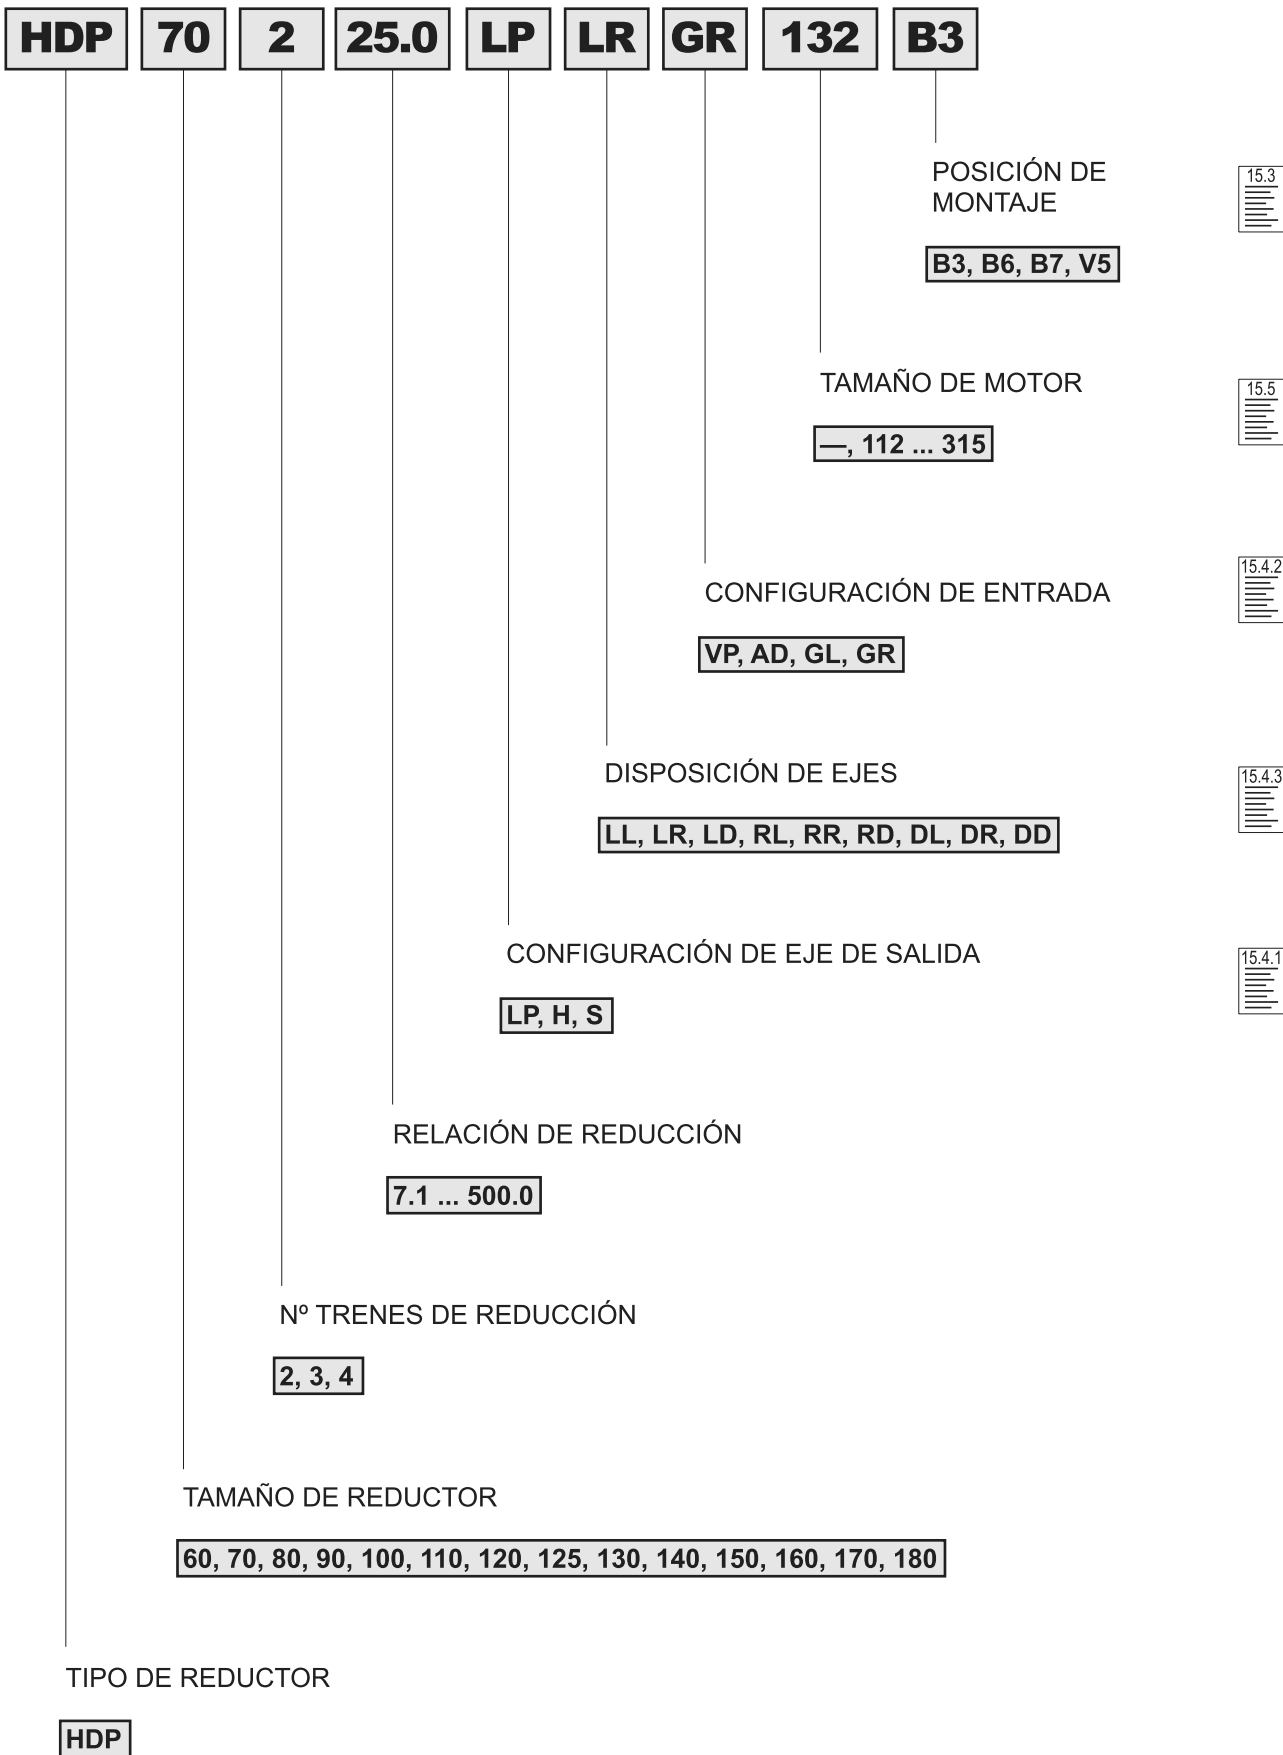 HDP 70 2 25.0 LP LR GR 132 B3
POSICIÓN DE
MONTAJE
15.3
B3, B6, B7, V5
TAMAÑO DE MOTOR
15.5
—, 112 ... 315
CONFIGURACIÓN DE ENTRADA
15.4.2
VP, AD, GL, GR
DISPOSICIÓN DE EJES
15.4.3
LL, LR, LD, RL, RR, RD, DL, DR, DD
CONFIGURACIÓN DE EJE DE SALIDA
15.4.1
LP, H, S
RELACIÓN DE REDUCCIÓN
7.1 ... 500.0
Nº TRENES DE REDUCCIÓN
2, 3, 4
TAMAÑO DE REDUCTOR
60, 70, 80, 90, 100, 110, 120, 125, 130, 140, 150, 160, 170, 180
TIPO DE REDUCTOR
HDP